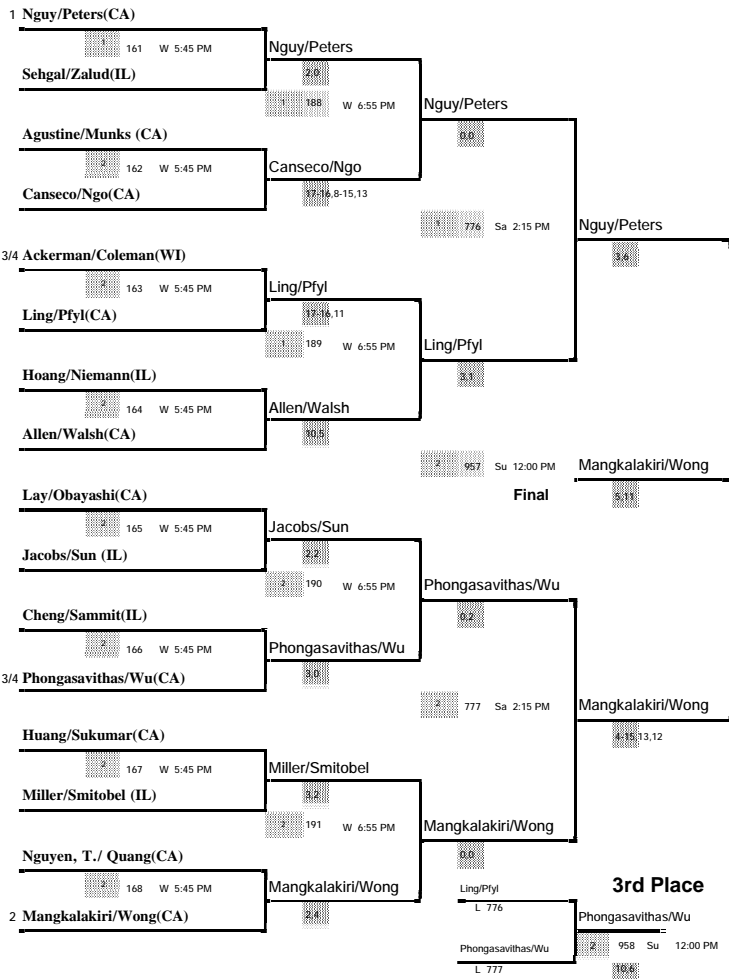 1 Nguy/Peters(CA)
1 161 W 5:45 PM Nguy/Peters
Sehgal/Zalud(IL) 2,0
1 188 W 6:55 PM Nguy/Peters
Agustine/Munks (CA) 0,0
2 162 W 5:45 PM Canseco/Ngo
Canseco/Ngo(CA) 17-16,8-15,13
1 776 Sa 2:15 PM Nguy/Peters
3/4 Ackerman/Coleman(WI) 3,6
2 163 W 5:45 PM Ling/Pfyl
Ling/Pfyl(CA) 17-16,11
1 189 W 6:55 PM Ling/Pfyl
Hoang/Niemann(IL) 3,1
2 164 W 5:45 PM Allen/Walsh
Allen/Walsh(CA) 10,5
2 957 Su 12:00 PM Mangkalakiri/Wong
Lay/Obayashi(CA) Final 5,11
2 165 W 5:45 PM Jacobs/Sun
Jacobs/Sun (IL) 2,2
2 190 W 6:55 PM Phongasavithas/Wu
Cheng/Sammit(IL) 0,2
2 166 W 5:45 PM Phongasavithas/Wu
3/4 Phongasavithas/Wu(CA) 3,0
2 777 Sa 2:15 PM Mangkalakiri/Wong
Huang/Sukumar(CA) 4-15,13,12
2 167 W 5:45 PM Miller/Smitobel
Miller/Smitobel (IL) 3,2
2 191 W 6:55 PM Mangkalakiri/Wong
Nguyen, T./ Quang(CA) 0,0
2 168 W 5:45 PM Mangkalakiri/Wong Ling/Pfyl 3rd Place
2 Mangkalakiri/Wong(CA) 2,4 L 776 Phongasavithas/Wu
Phongasavithas/Wu 2 958 Su 12:00 PM
L 777 10,6